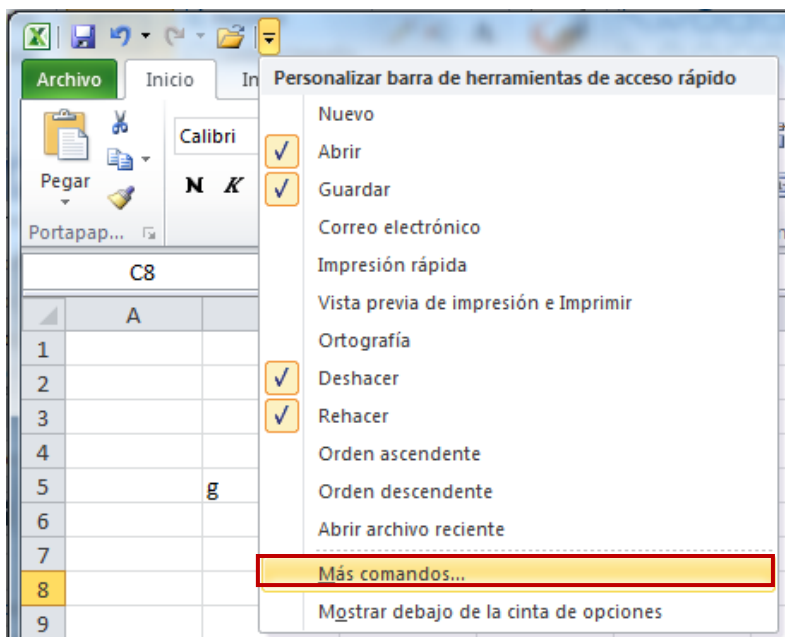 Archivo
Inicio
In
Personalizar barra de herramientas de acceso rápido
Pegar
Calibri
N K
Portapap...
Nuevo
Abrir
Guardar
Correo electrónico
Impresión rápida
Vista previa de impresión e Imprimir
Ortografía
Deshacer
Rehacer
Orden ascendente
Orden descendente
Abrir archivo reciente
Más comandos...
Mostrar debajo de la cinta de opciones
C8
A
1
2
3
4
5 g
6
7
8
9